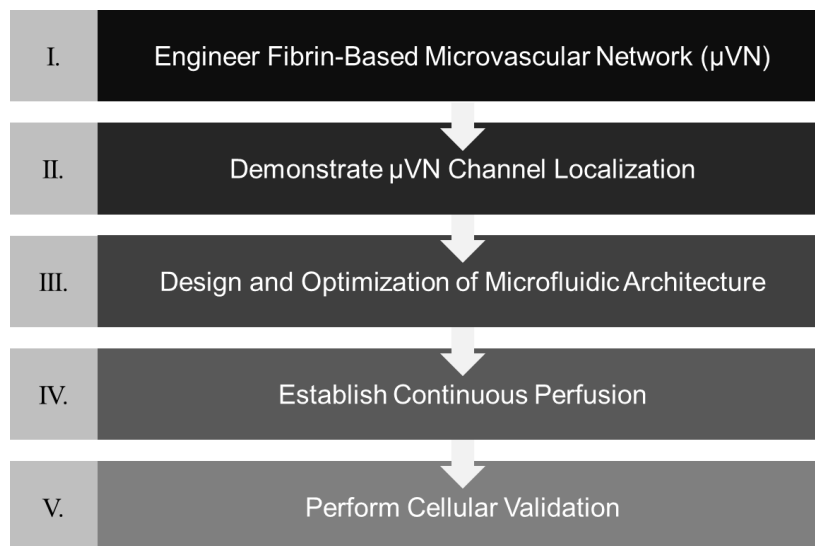 I. Engineer Fibrin-Based Microvascular Network (µVN)
II. Demonstrate µVN Channel Localization
III. Design and Optimization of Microfluidic Architecture
IV. Establish Continuous Perfusion
V. Perform Cellular Validation